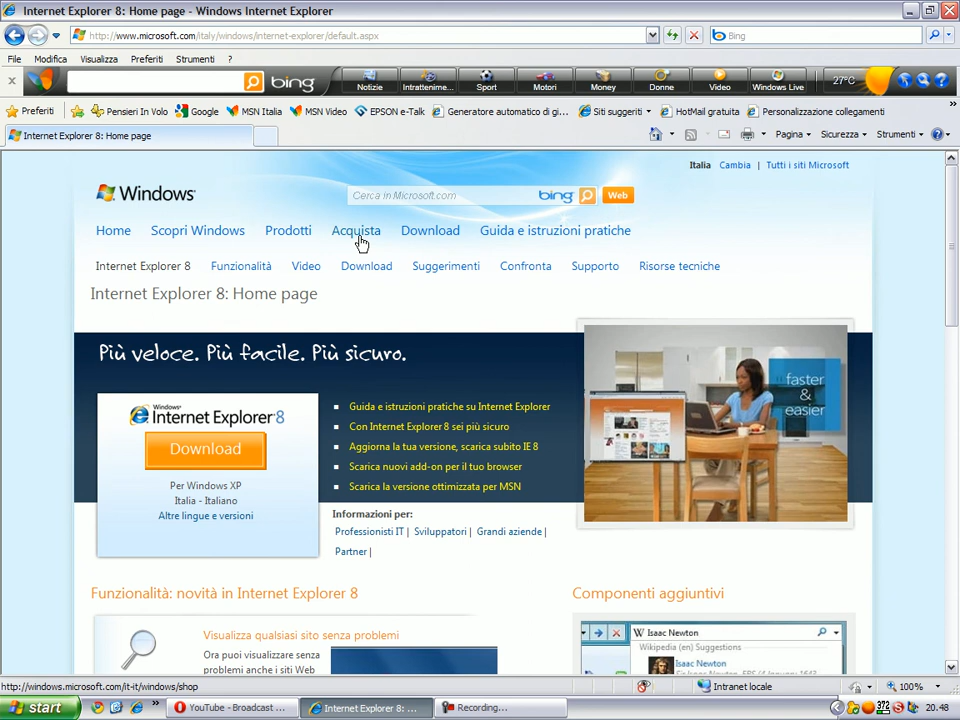 Internet Explorer 8: Home page - Windows Internet Explorer
http://www.microsoft.com/italy/windows/internet-explorer/default.aspx
Bing
File Modifica Visualizza Preferiti Strumenti ?
bing Notizie Intrattenime... Sport Motori Money Donne Video Windows Live 27°C
Preferiti Pensieri In Volo Google MSN Italia MSN Video EPSON e-Talk Generatore automatico di gi... Siti suggeriti HotMail gratuita Personalizzazione collegamenti
Internet Explorer 8: Home page
Pagina Sicurezza Strumenti
Italia Cambia | Tutti i siti Microsoft
Windows
Cerca in Microsoft.com bing Web
Home Scopri Windows Prodotti Acquista Download Guida e istruzioni pratiche
Internet Explorer 8 Funzionalità Video Download Suggerimenti Confronta Supporto Risorse tecniche
Internet Explorer 8: Home page
Più veloce. Più facile. Più sicuro.
faster
&
easier
Windows
Internet Explorer 8
Download
Per Windows XP
Italia - Italiano
Altre lingue e versioni
Guida e istruzioni pratiche su Internet Explorer
Con Internet Explorer 8 sei più sicuro
Aggiorna la tua versione, scarica subito IE 8
Scarica nuovi add-on per il tuo browser
Scarica la versione ottimizzata per MSN
Informazioni per:
Professionisti IT | Sviluppatori | Grandi aziende |
Partner |
Funzionalità: novità in Internet Explorer 8
Visualizza qualsiasi sito senza problemi
Ora puoi visualizzare senza
problemi anche i siti Web
Componenti aggiuntivi
W Isaac Newton
Wikipedia (en) Suggestions
Isaac Newton
http://windows.microsoft.com/it-it/windows/shop
Intranet locale
100%
start
YouTube - Broadcast ...
Internet Explorer 8: ...
Recording...
372
20.48